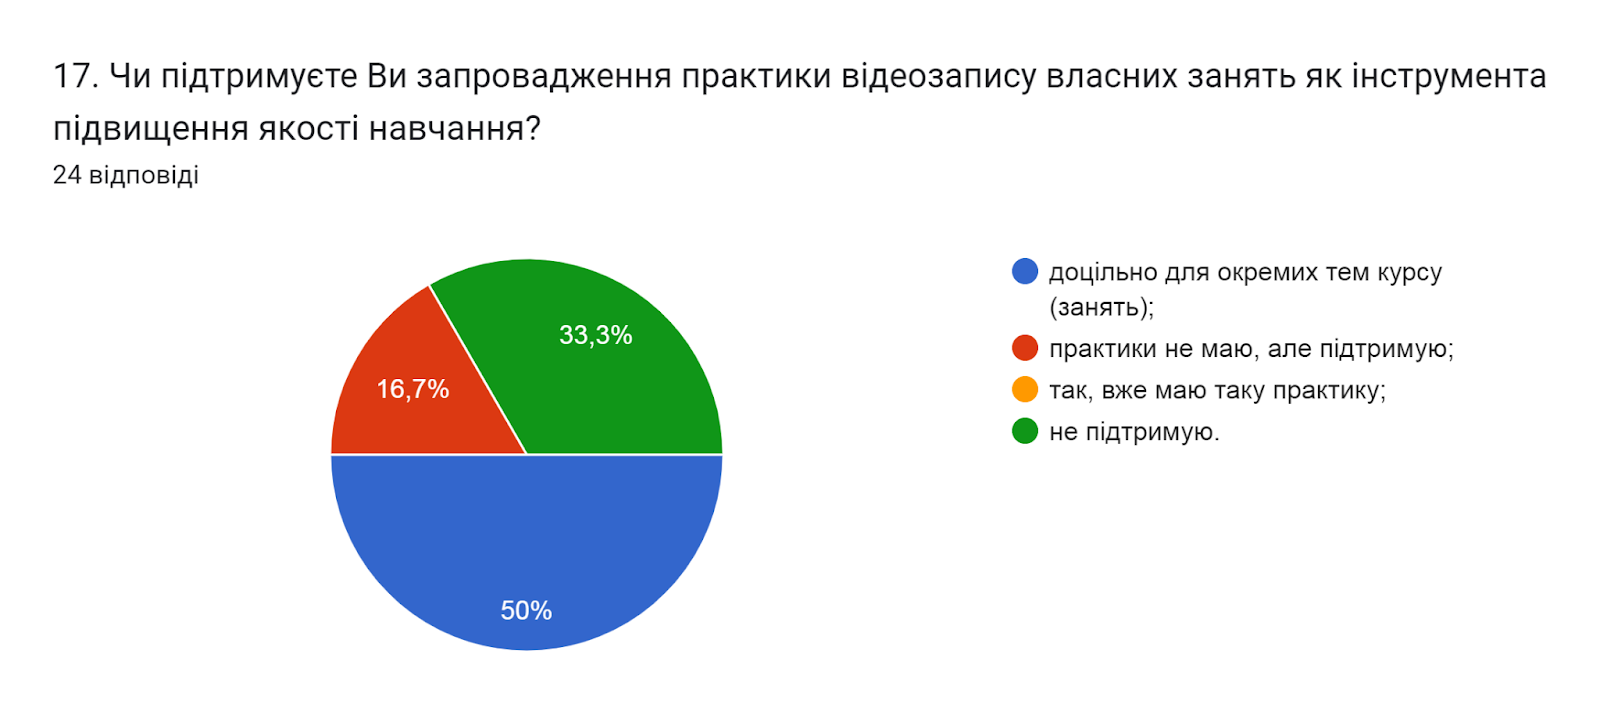 17. Чи підтримуєте Ви запровадження практики відеозапису власних занять як інструмента
підвищення якості навчання?
24 відповіді
33,3%
16,7%
50%
доцільно для окремих тем курсу
(занять);
практики не маю, але підтримую;
так, вже маю таку практику;
не підтримую.